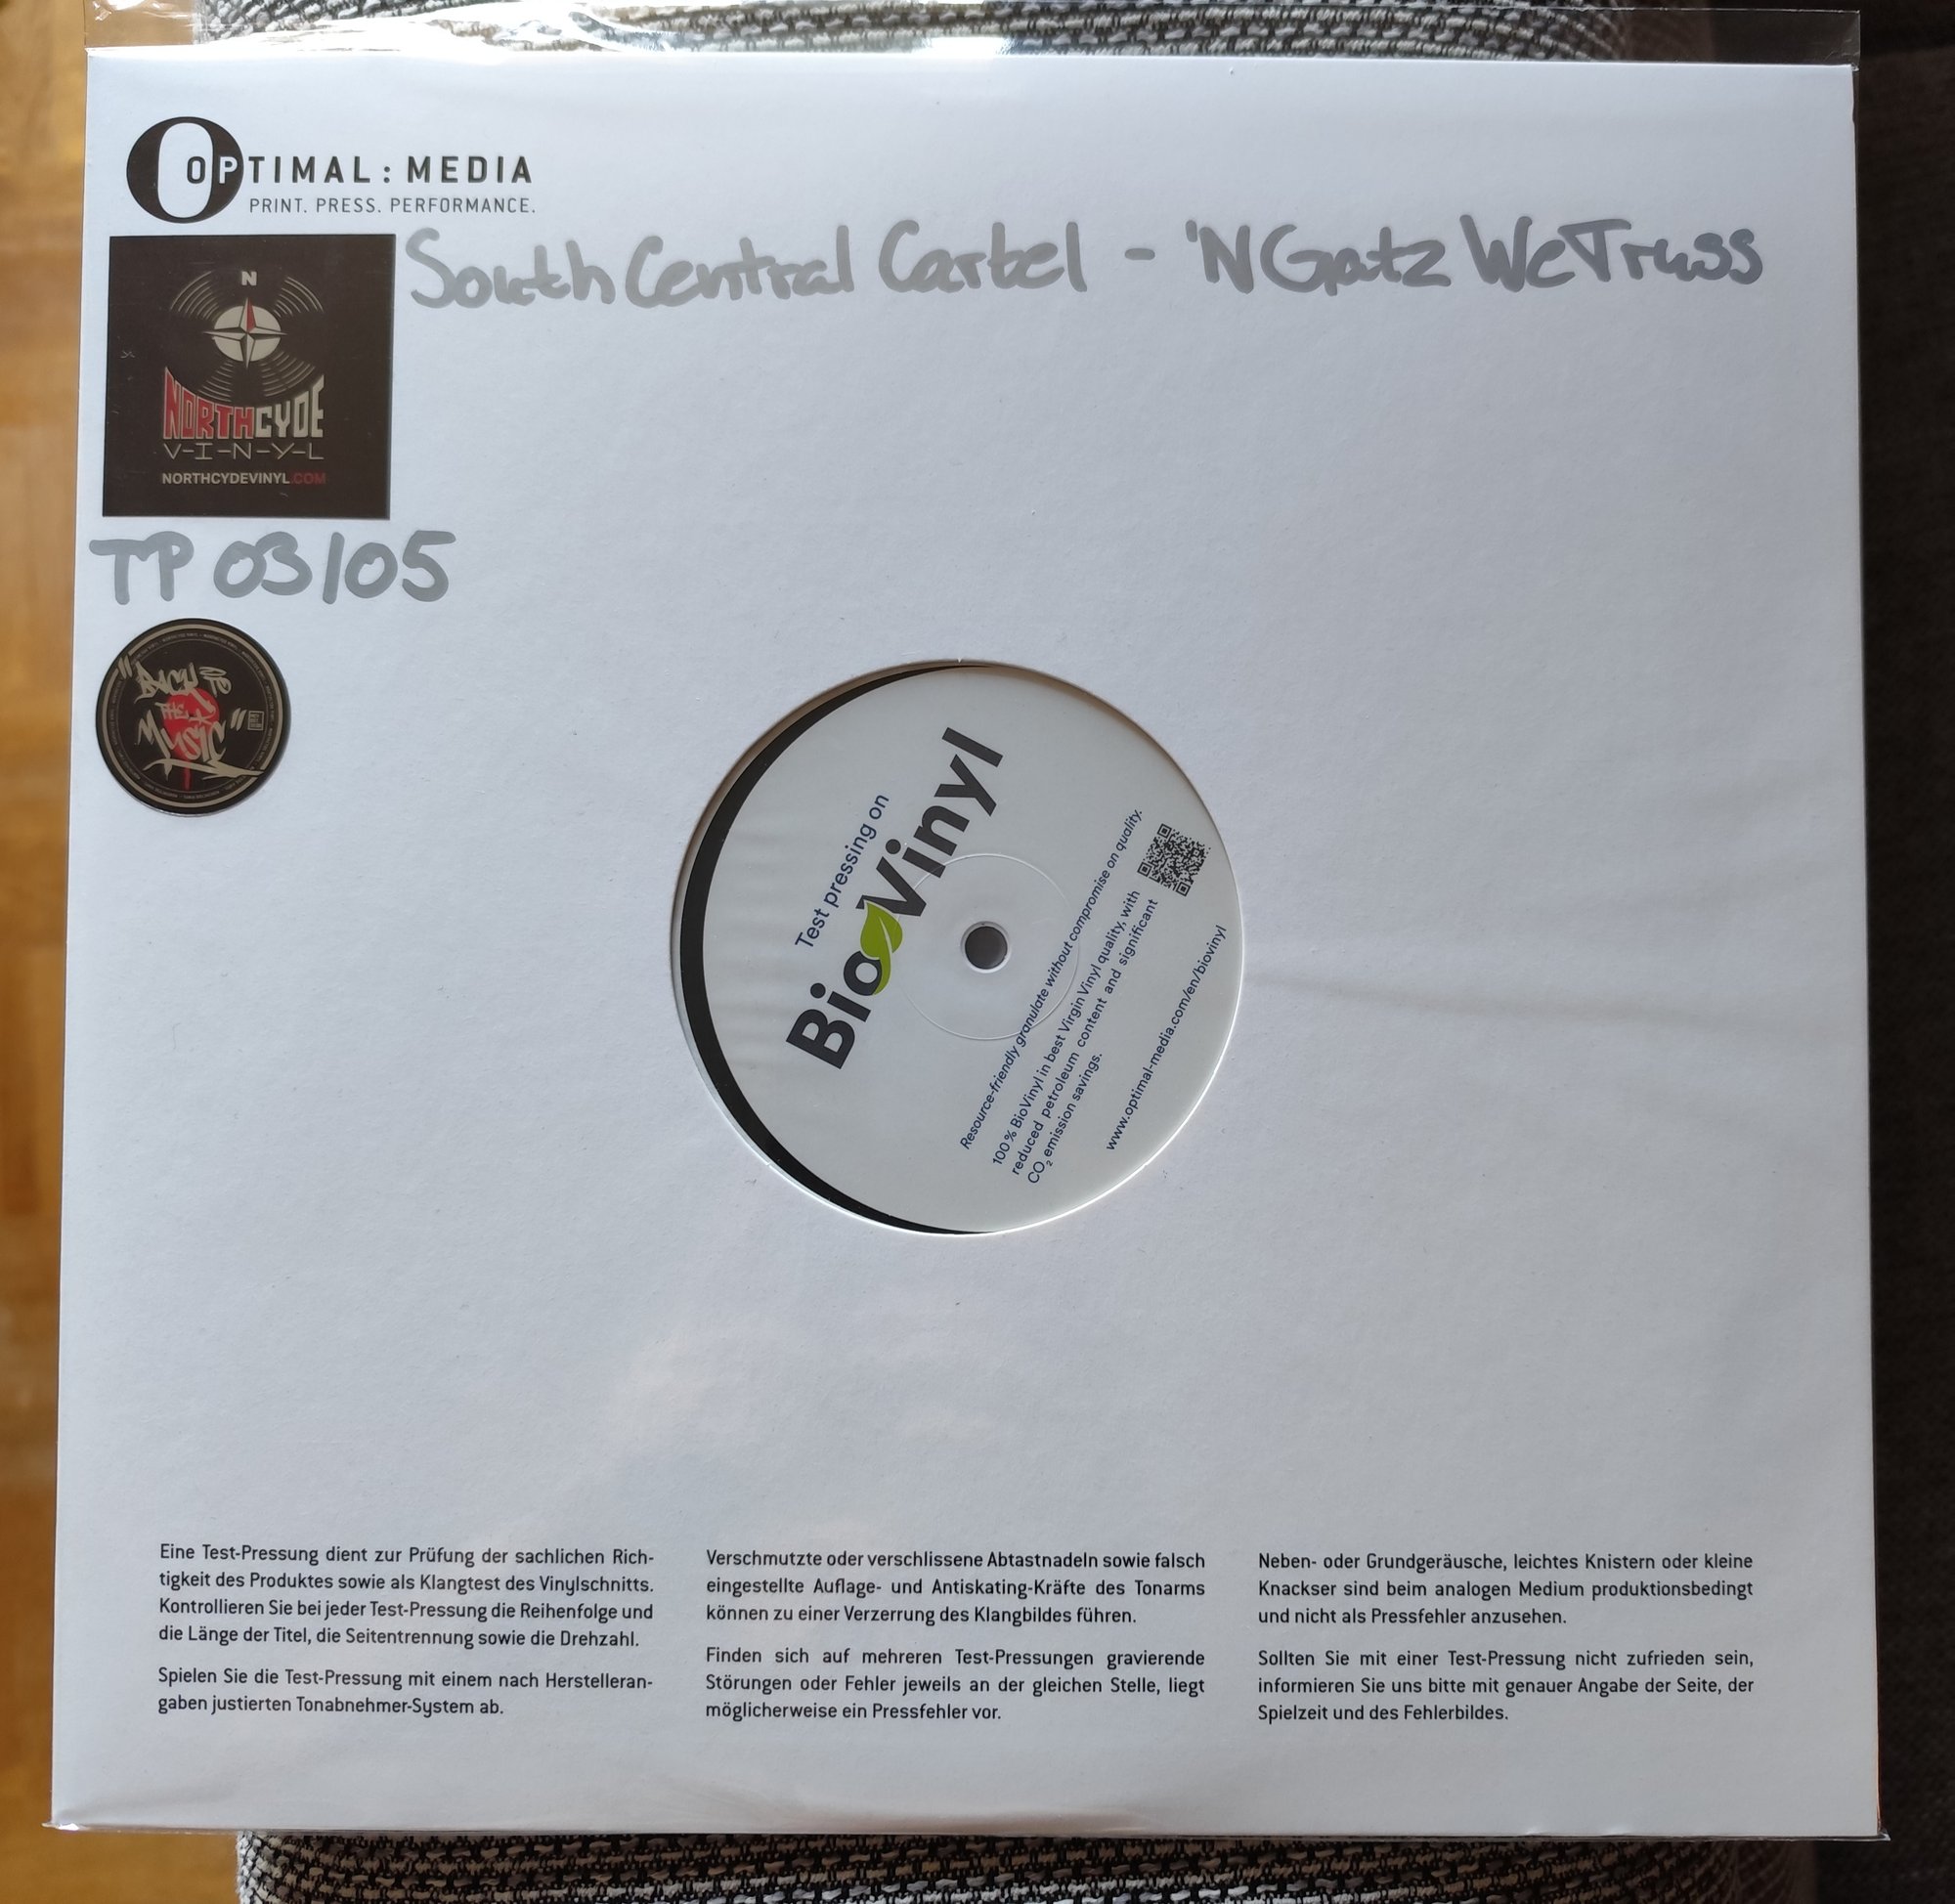 OPTIMAL : MEDIA
PRINT. PRESS. PERFORMANCE.
South Central Cartel - 'N Gatz We Truss
N
NORTHCYDE
V-I-N-Y-L
NORTHCYDEVINYL.COM
TP 03/05
"BACK TO
THE
MUSIC"
Test pressing on
BioVinyl
Resource-friendly granulate without compromise on quality.
100% BioVinyl in best Virgin Vinyl quality, with
reduced petroleum content and significant
CO₂ emission savings.
www.optimal-media.com/en/biovinyl
Eine Test-Pressung dient zur Prüfung der sachlichen Rich-
tigkeit des Produktes sowie als Klangtest des Vinylschnitts.
Kontrollieren Sie bei jeder Test-Pressung die Reihenfolge und
die Länge der Titel, die Seitentrennung sowie die Drehzahl.
Spielen Sie die Test-Pressung mit einem nach Herstelleran-
gaben justierten Tonabnehmer-System ab.
Verschmutzte oder verschlissene Abtastnadeln sowie falsch
eingestellte Auflage- und Antiskating-Kräfte des Tonarms
können zu einer Verzerrung des Klangbildes führen.
Finden sich auf mehreren Test-Pressungen gravierende
Störungen oder Fehler jeweils an der gleichen Stelle, liegt
möglicherweise ein Pressfehler vor.
Neben- oder Grundgeräusche, leichtes Knistern oder kleine
Knackser sind beim analogen Medium produktionsbedingt
und nicht als Pressfehler anzusehen.
Sollten Sie mit einer Test-Pressung nicht zufrieden sein,
informieren Sie uns bitte mit genauer Angabe der Seite, der
Spielzeit und des Fehlerbildes.